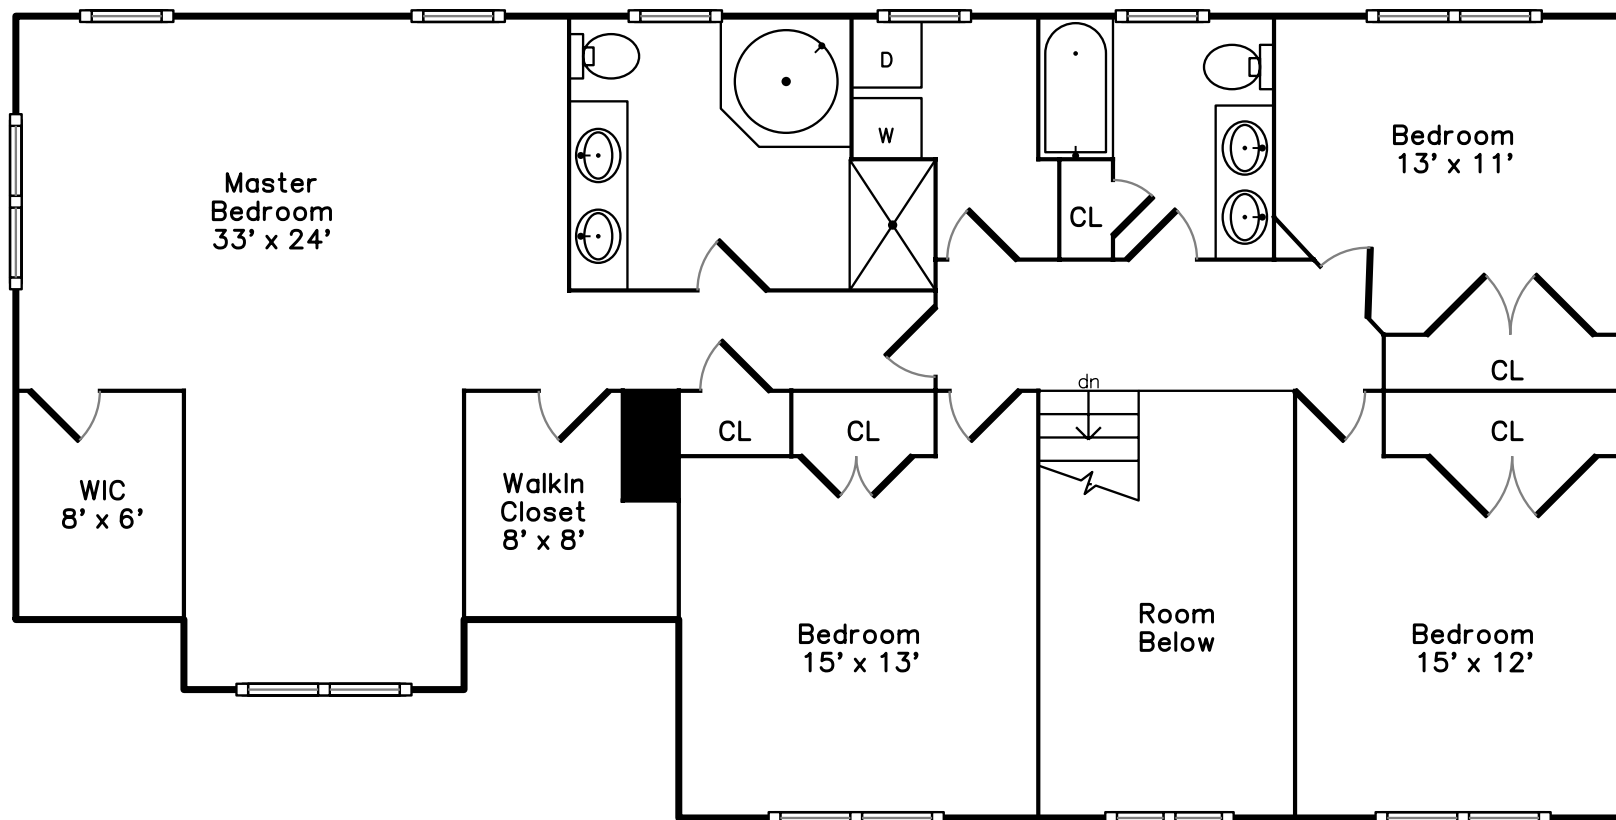 D
W
Bedroom
13' x 11'
Master
Bedroom
33' x 24'
CL
CL
dn
CL
CL
CL
WIC
8' x 6'
WalkIn
Closet
8' x 8'
Room
Below
Bedroom
15' x 13'
Bedroom
15' x 12'